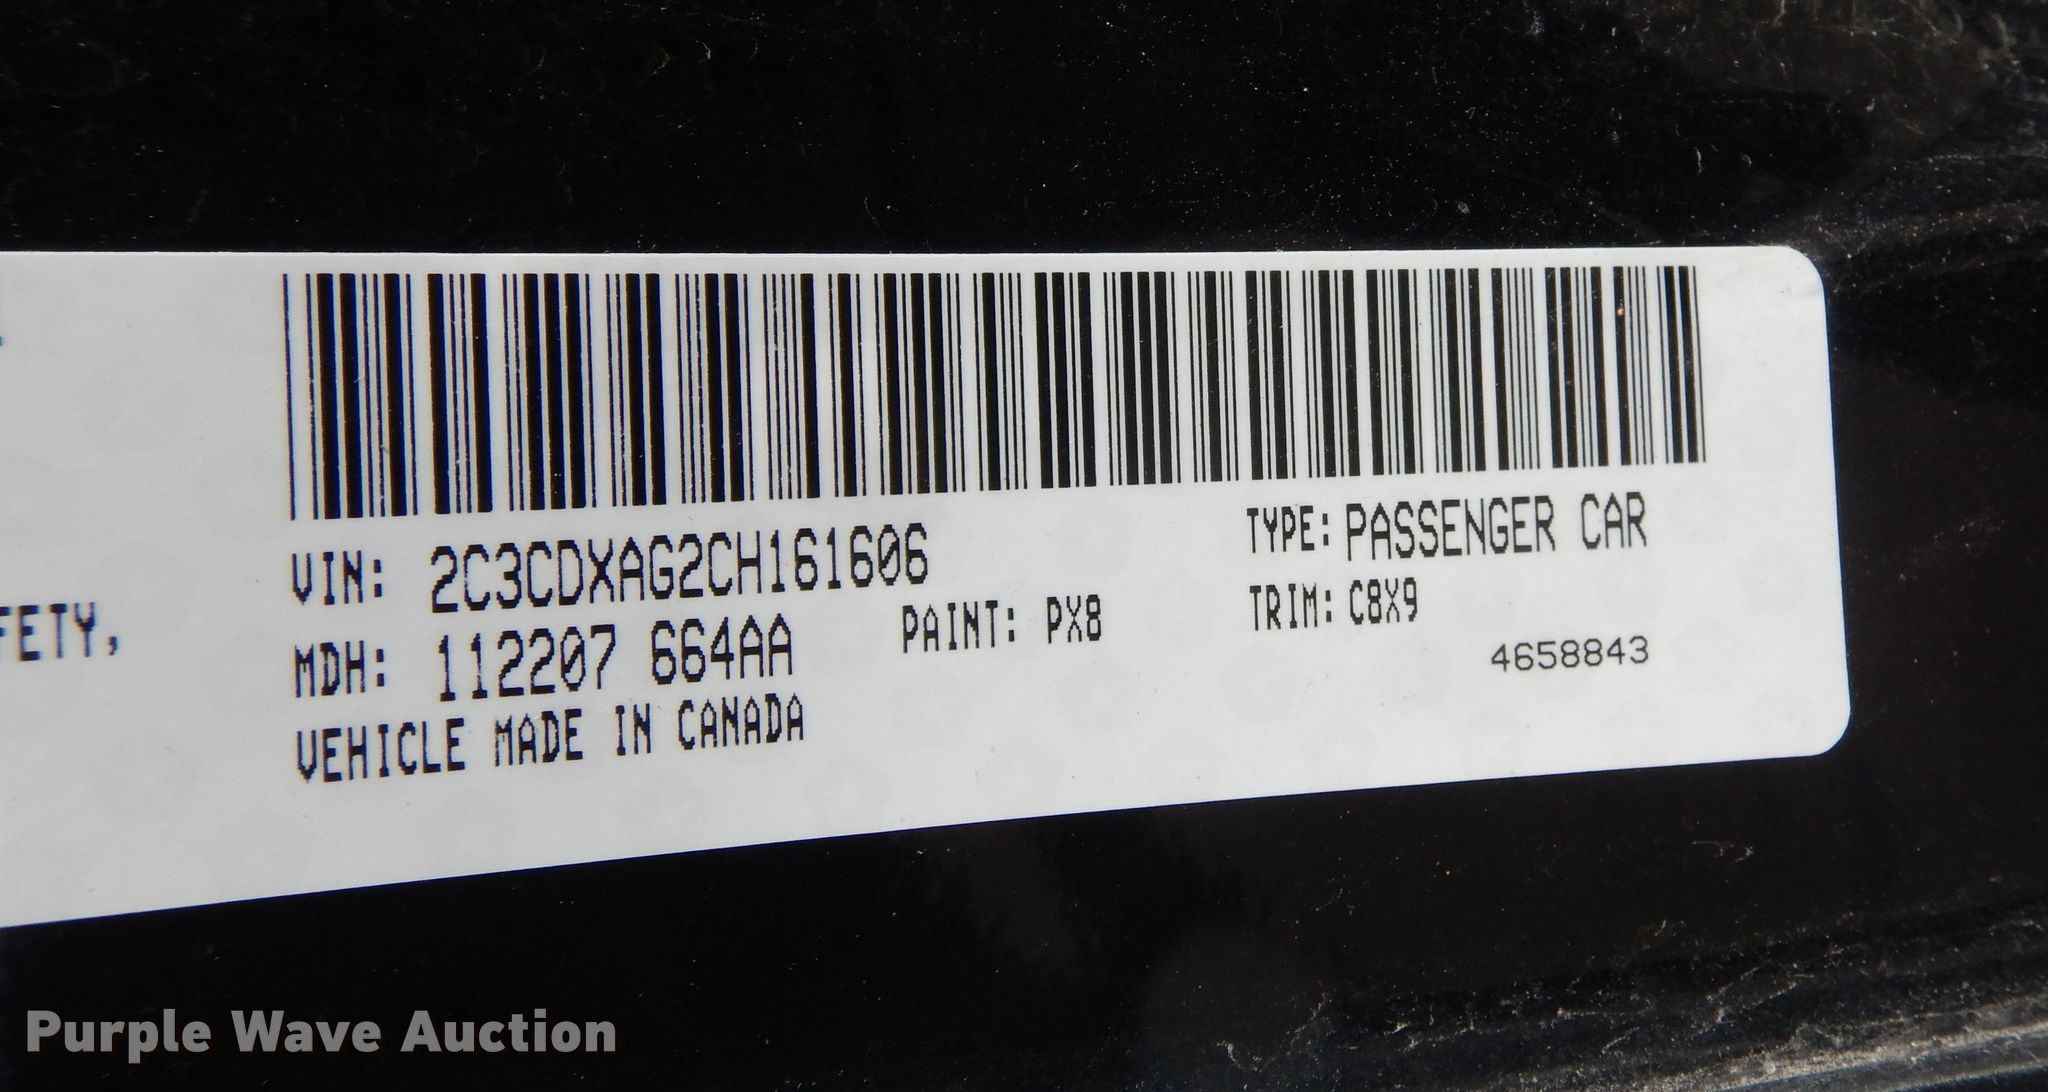 VIN: 2C3CDXAG2CH161606
TYPE: PASSENGER CAR
MDH: 112207 664AA
PAINT: PX8
TRIM: C8X9
4658843
VEHICLE MADE IN CANADA
FETY,
Purple Wave Auction